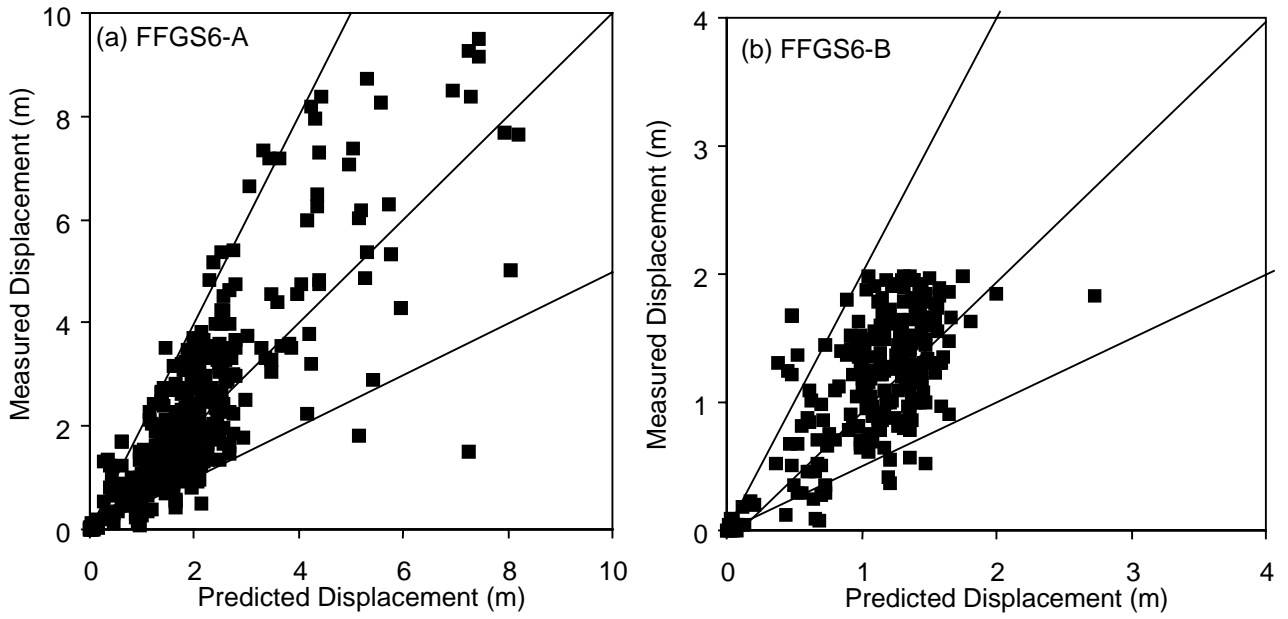 (a) FFGS6-A
Measured Displacement (m)
10
8
6
4
2
0
0 2 4 6 8 10
Predicted Displacement (m)
(b) FFGS6-B
Measured Displacement (m)
4
3
2
1
0
0 1 2 3 4
Predicted Displacement (m)